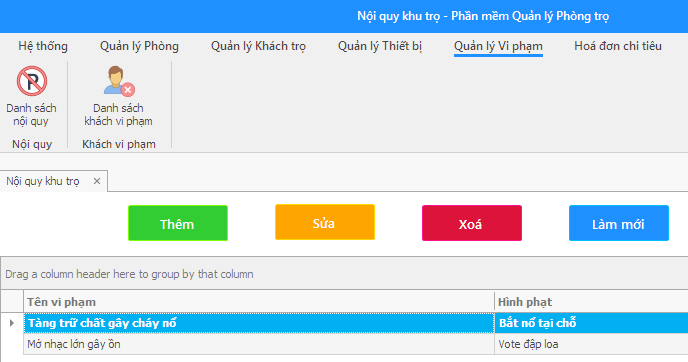 Nội quy khu trọ - Phần mềm Quản lý Phòng trọ
Hệ thống Quản lý Phòng Quản lý Khách trọ Quản lý Thiết bị Quản lý Vi phạm Hoá đơn chi tiêu
Danh sách nội quy
Danh sách khách vi phạm
Nội quy Khách vi phạm
Nội quy khu trọ ×
Thêm Sửa Xoá Làm mới
Drag a column header here to group by that column
Tên vi phạm Hình phạt
Tàng trữ chất gây cháy nổ Bắt nổ tại chỗ
Mở nhạc lớn gây ồn Vote đập loa